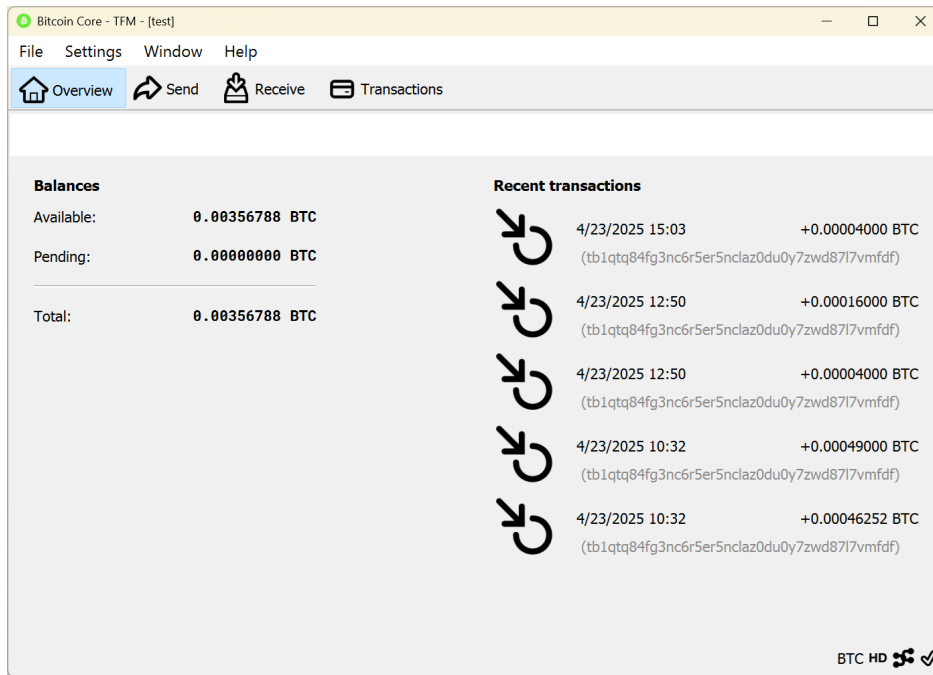 Bitcoin Core - TFM - [test]
File Settings Window Help
Overview Send Receive Transactions
Balances
Available: 0.00356788 BTC
Pending: 0.00000000 BTC
Total: 0.00356788 BTC
Recent transactions
4/23/2025 15:03 +0.00004000 BTC
(tb1qtq84fg3nc6r5er5nclaz0du0y7zwd87l7vmfdf)
4/23/2025 12:50 +0.00016000 BTC
(tb1qtq84fg3nc6r5er5nclaz0du0y7zwd87l7vmfdf)
4/23/2025 12:50 +0.00004000 BTC
(tb1qtq84fg3nc6r5er5nclaz0du0y7zwd87l7vmfdf)
4/23/2025 10:32 +0.00049000 BTC
(tb1qtq84fg3nc6r5er5nclaz0du0y7zwd87l7vmfdf)
4/23/2025 10:32 +0.00046252 BTC
(tb1qtq84fg3nc6r5er5nclaz0du0y7zwd87l7vmfdf)
BTC HD